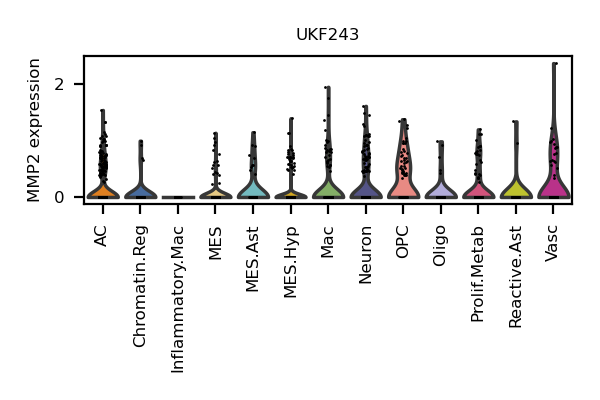 UKF243
MMP2 expression
2
0
AC
Chromatin.Reg
Inflammatory.Mac
MES
MES.Ast
MES.Hyp
Mac
Neuron
OPC
Oligo
Prolif.Metab
Reactive.Ast
Vasc